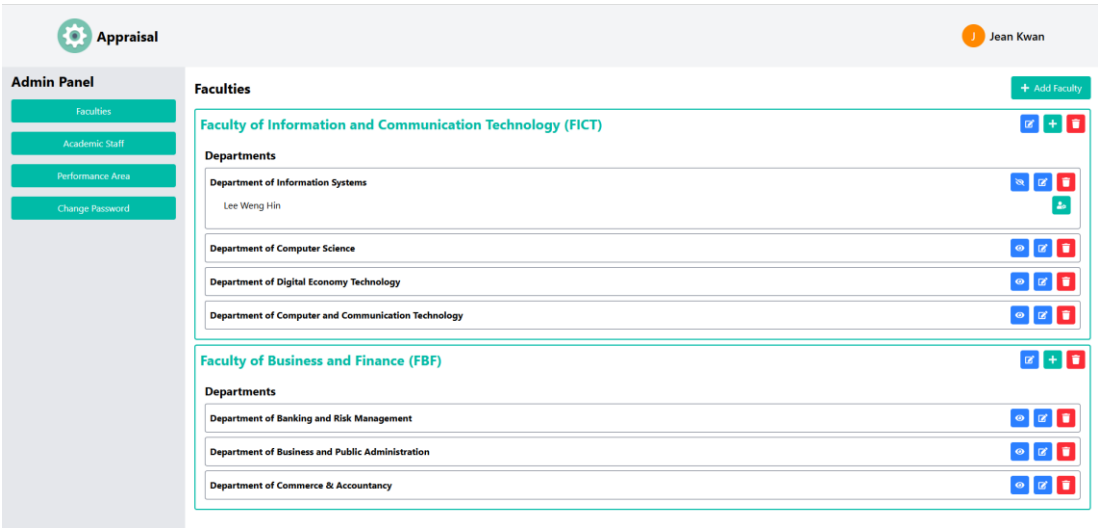 Appraisal
J Jean Kwan
Admin Panel
Faculties
Academic Staff
Performance Area
Change Password
Faculties
+ Add Faculty
Faculty of Information and Communication Technology (FICT)
Departments
Department of Information Systems
Lee Weng Hin
Department of Computer Science
Department of Digital Economy Technology
Department of Computer and Communication Technology
Faculty of Business and Finance (FBF)
Departments
Department of Banking and Risk Management
Department of Business and Public Administration
Department of Commerce & Accountancy